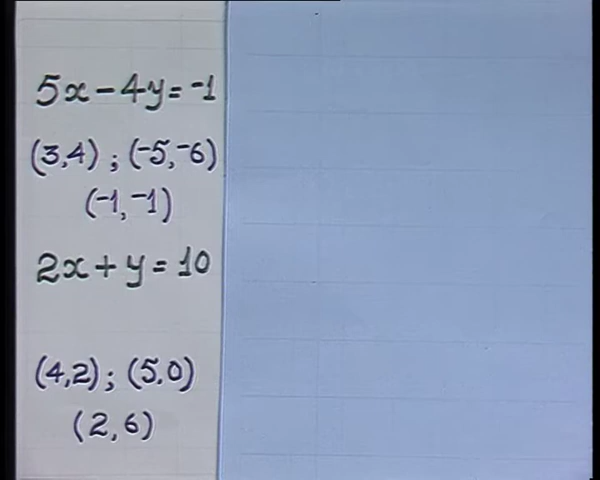 5x - 4y = ⁻1
(3,4) ; (⁻5,⁻6)
(⁻1,⁻1)
2x + y = 10
(4,2) ; (5,0)
(2,6)